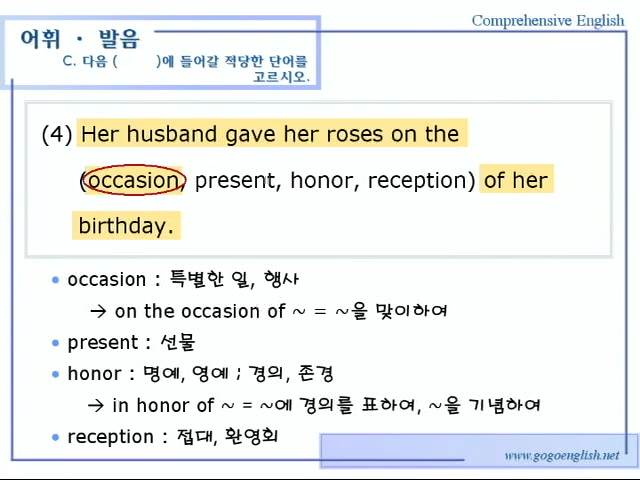 Comprehensive English
어휘 · 발음
C. 다음 ( )에 들어갈 적당한 단어를
고르시오.
(4) Her husband gave her roses on the
(occasion, present, honor, reception) of her
birthday.
• occasion : 특별한 일, 행사
→ on the occasion of ~ = ~을 맞이하여
• present : 선물
• honor : 명예, 영예 ; 경의, 존경
→ in honor of ~ = ~에 경의를 표하여, ~을 기념하여
• reception : 접대, 환영회
www.gogoenglish.net